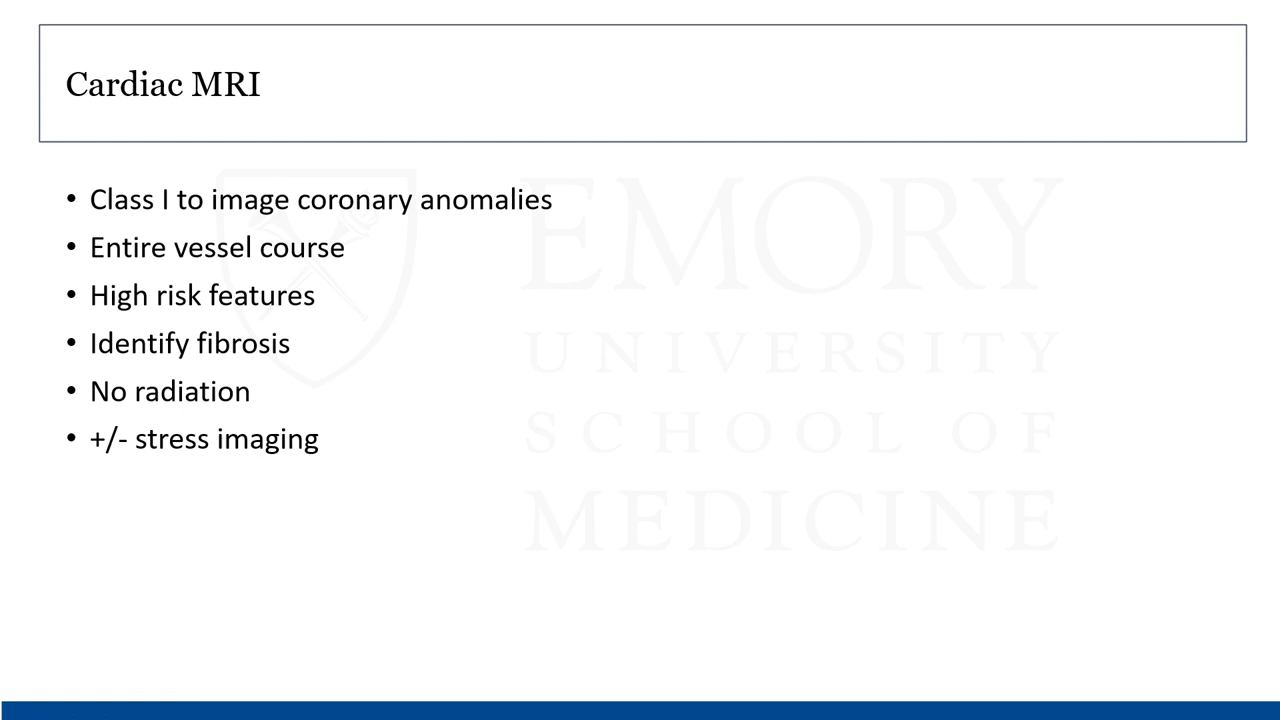 Cardiac MRI
• Class I to image coronary anomalies
• Entire vessel course
• High risk features
• Identify fibrosis
• No radiation
• +/- stress imaging
EMORY
UNIVERSITY
SCHOOL OF
MEDICINE